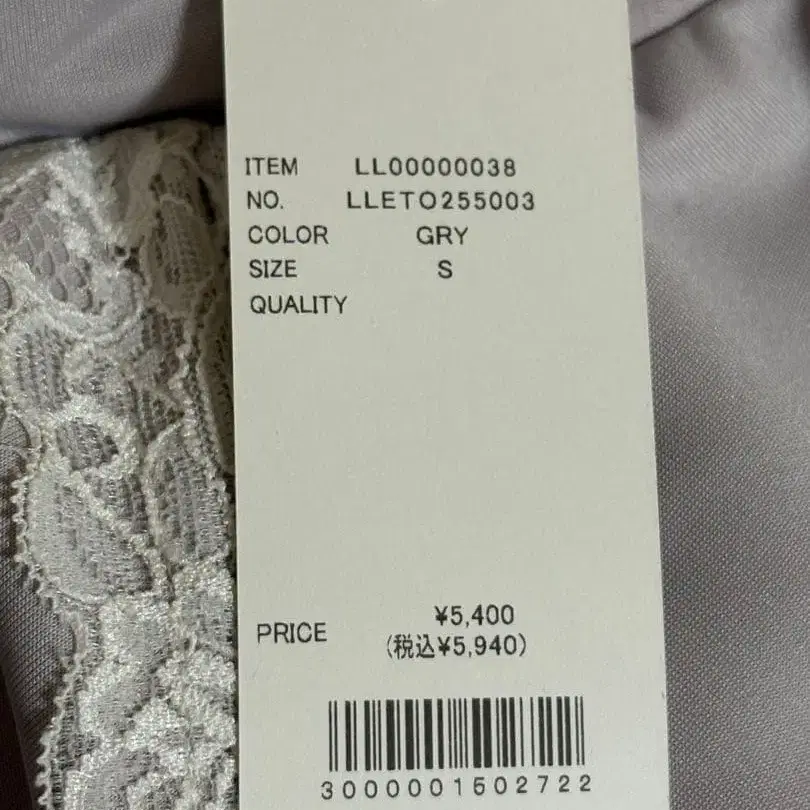 ITEM LL00000038
NO. LLETO255003
COLOR GRY
SIZE S
QUALITY
PRICE ¥5,400
(税込¥5,940)
3000001502722